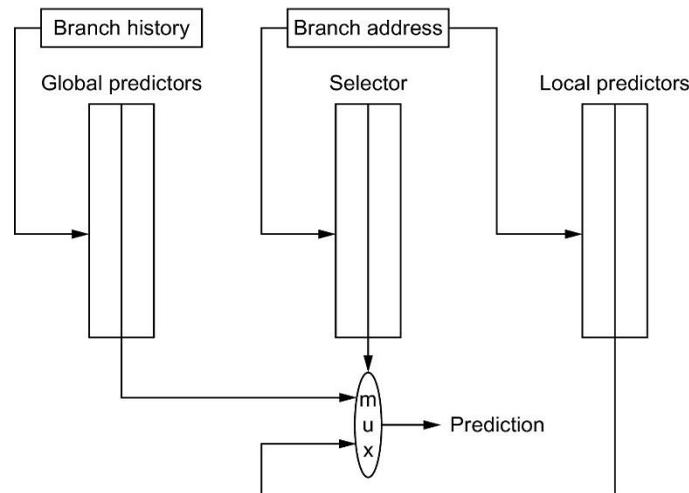 Branch history
Branch address
Global predictors
Selector
Local predictors
m
u
x
Prediction